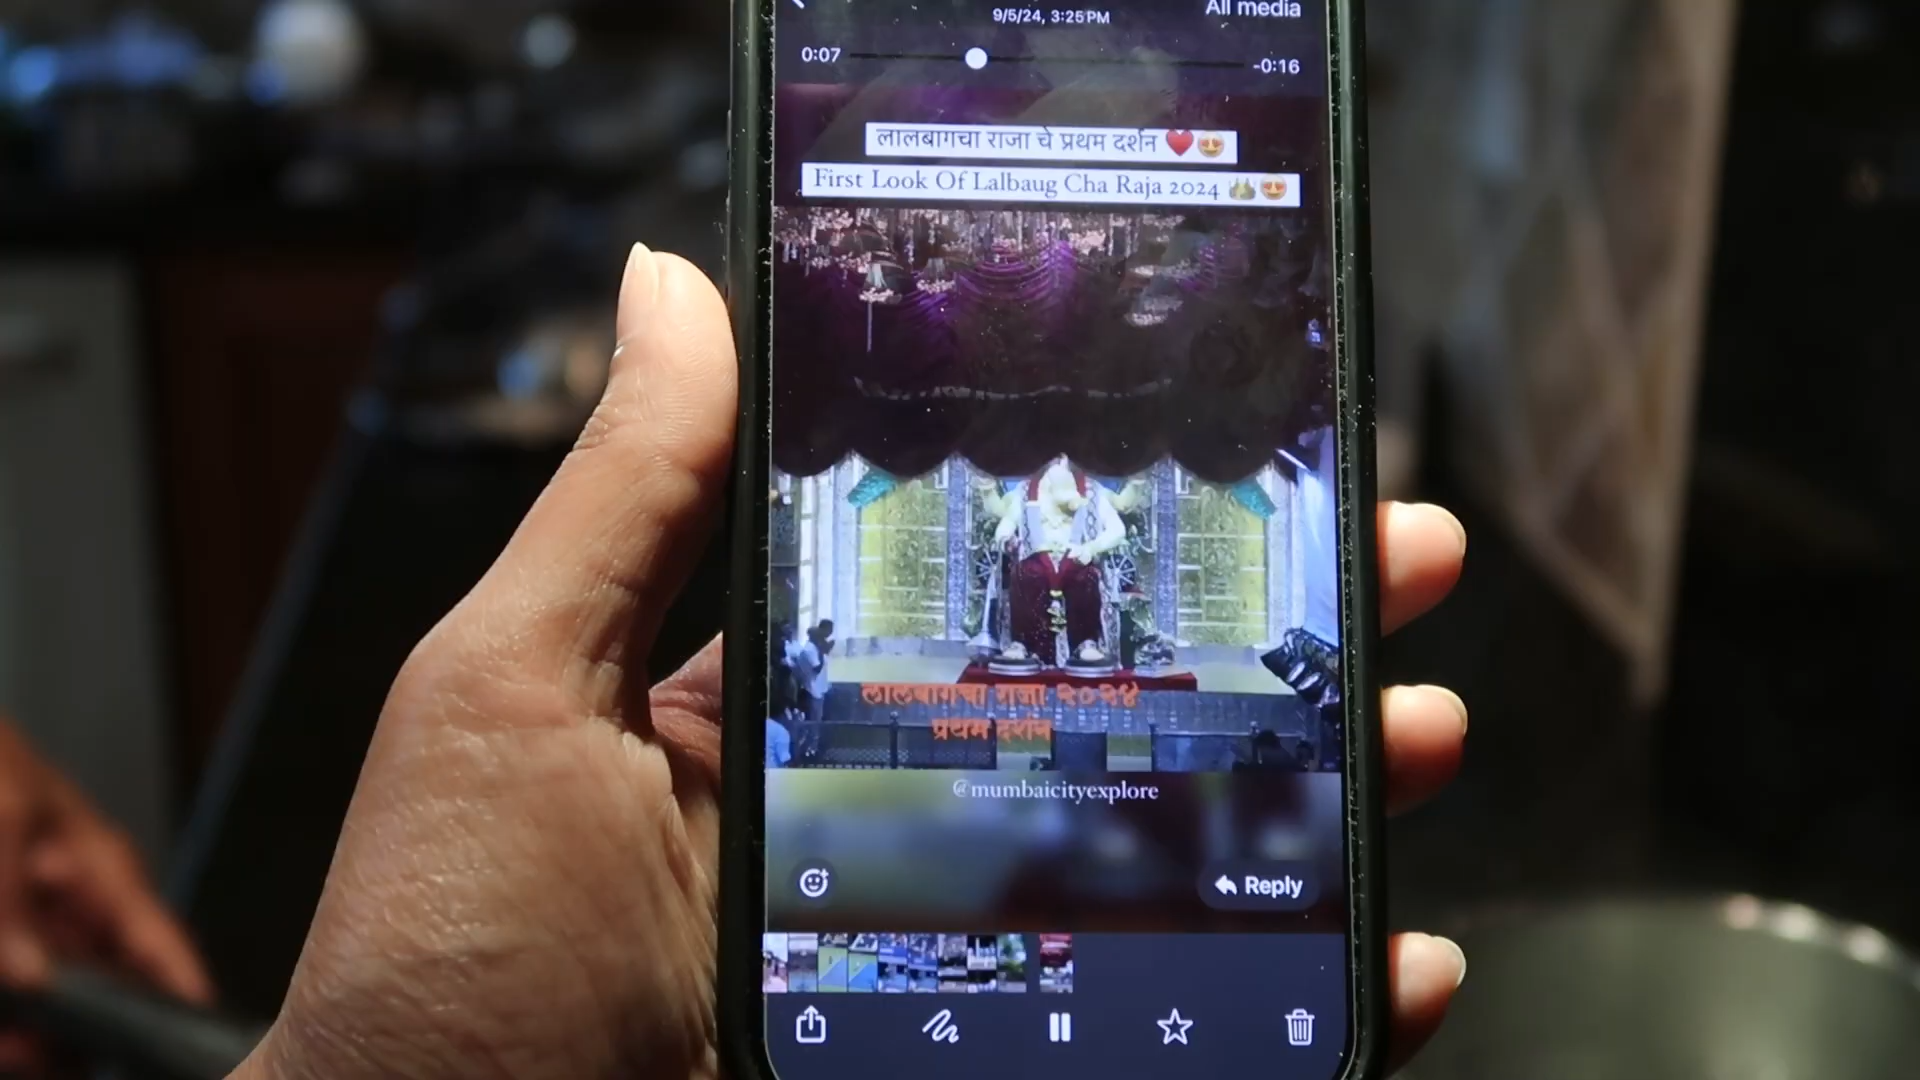 9/5/24, 3:25 PM
All media
0:07
-0:16
लालबागचा राजा चे प्रथम दर्शन ❤️😍
First Look Of Lalbaug Cha Raja 2024 👑😍
लालबागचा राजा २०२४
प्रथम दर्शन
@mumbaicityexplore
Reply